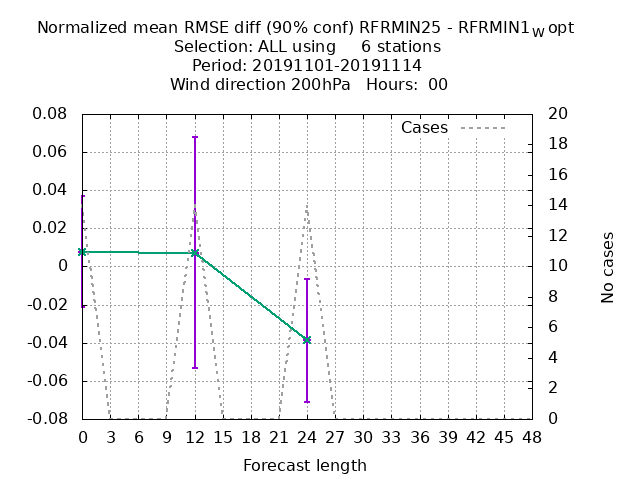 Normalized mean RMSE diff (90% conf) RFRMIN25 - RFRMIN1wopt
Selection: ALL using 6 stations
Period: 20191101-20191114
Wind direction 200hPa Hours: 00
Cases
0.08
0.06
0.04
0.02
0
-0.02
-0.04
-0.06
-0.08
20
18
16
14
12
10
8
6
4
2
0
No cases
0 3 6 9 12 15 18 21 24 27 30 33 36 39 42 45 48
Forecast length